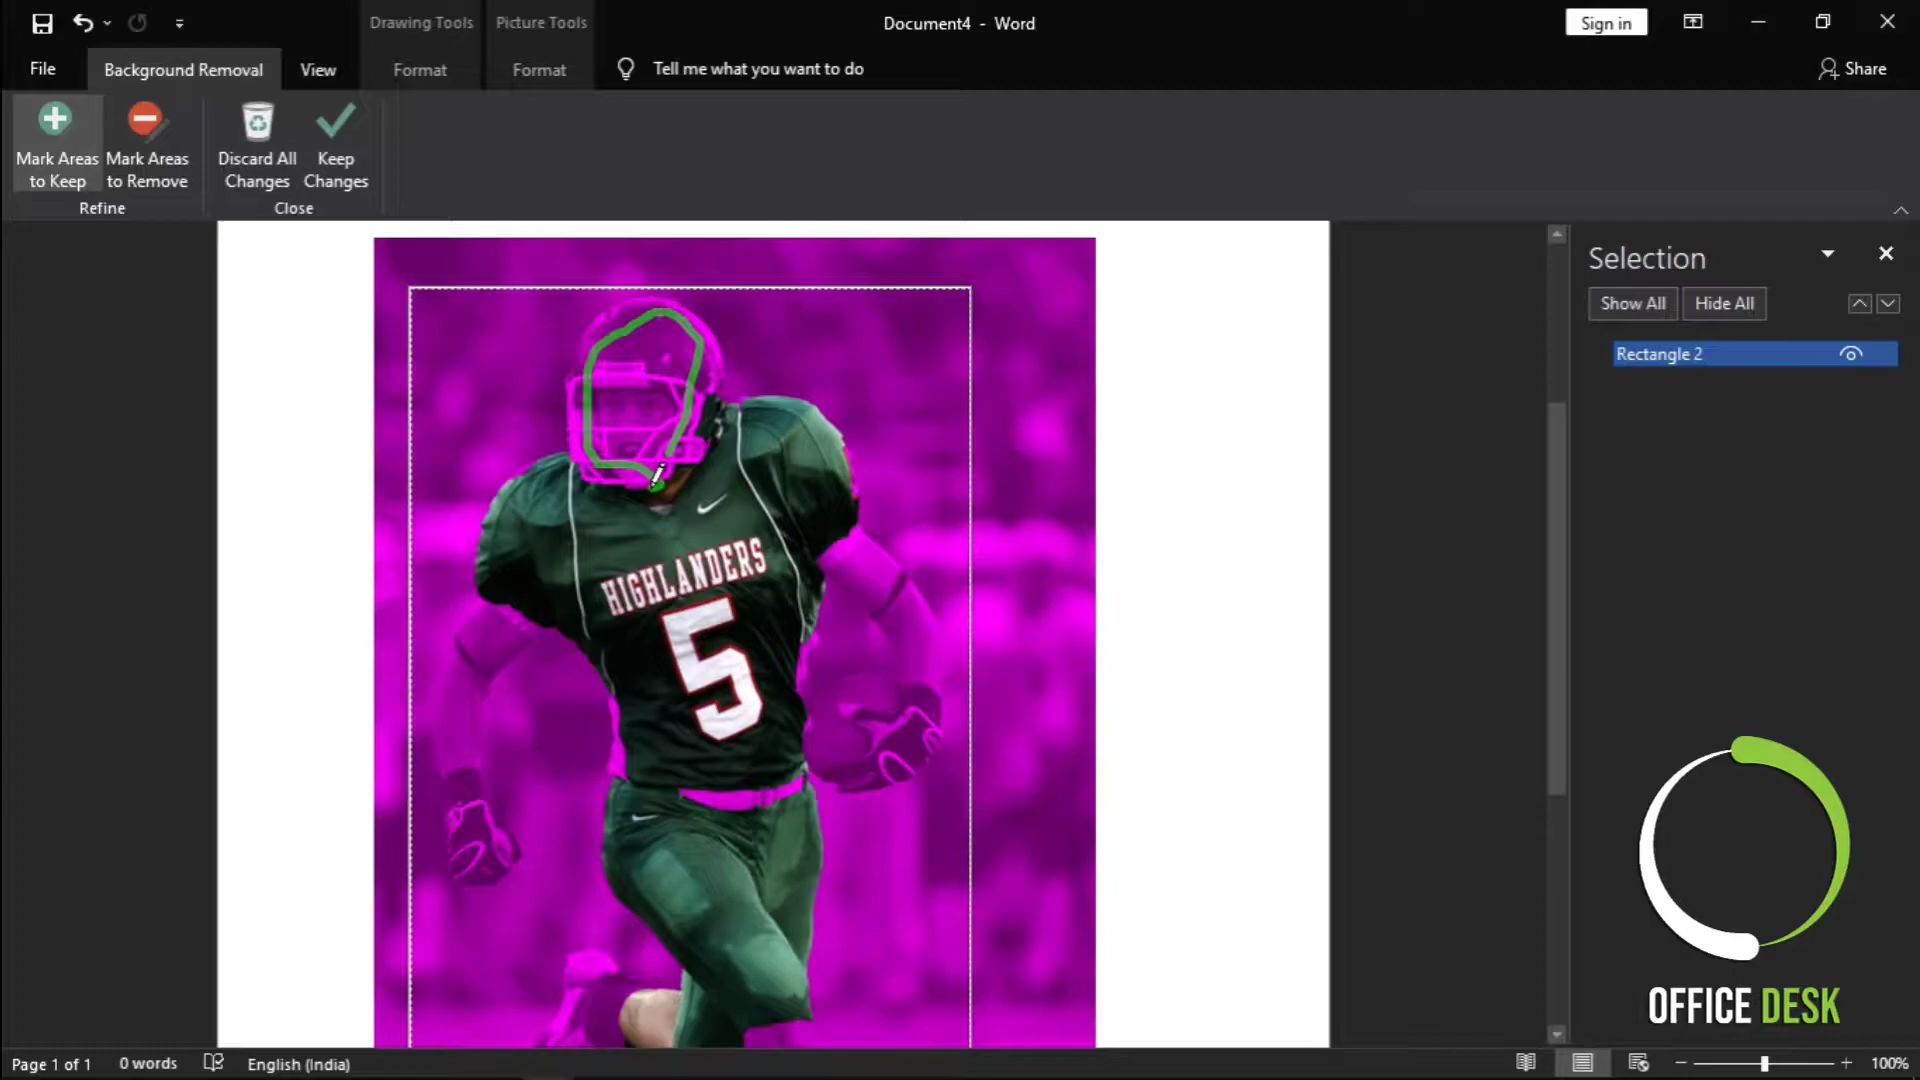 Drawing Tools
Picture Tools
Document4 - Word
Sign in
File
Background Removal
View
Format
Format
Tell me what you want to do
Share
Mark Areas
to Keep
Mark Areas
to Remove
Discard All
Changes
Keep
Changes
Refine
Close
Selection
Show All
Hide All
Rectangle 2
HIGHLANDERS
5
OFFICE DESK
Page 1 of 1
0 words
English (India)
100%